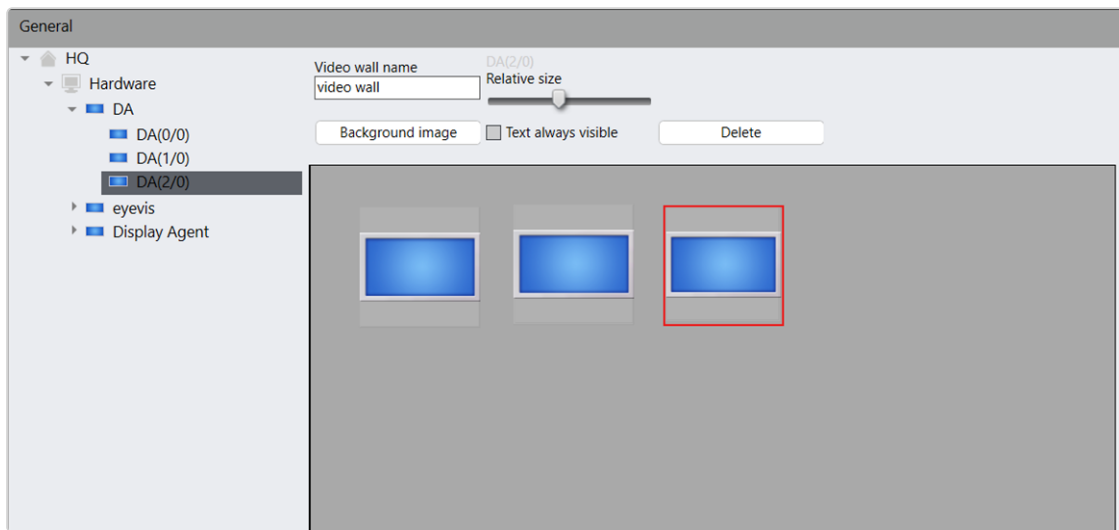 General
HQ
Hardware
DA
DA(0/0)
DA(1/0)
DA(2/0)
eyevis
Display Agent
Video wall name
video wall
DA(2/0)
Relative size
Background image
Text always visible
Delete